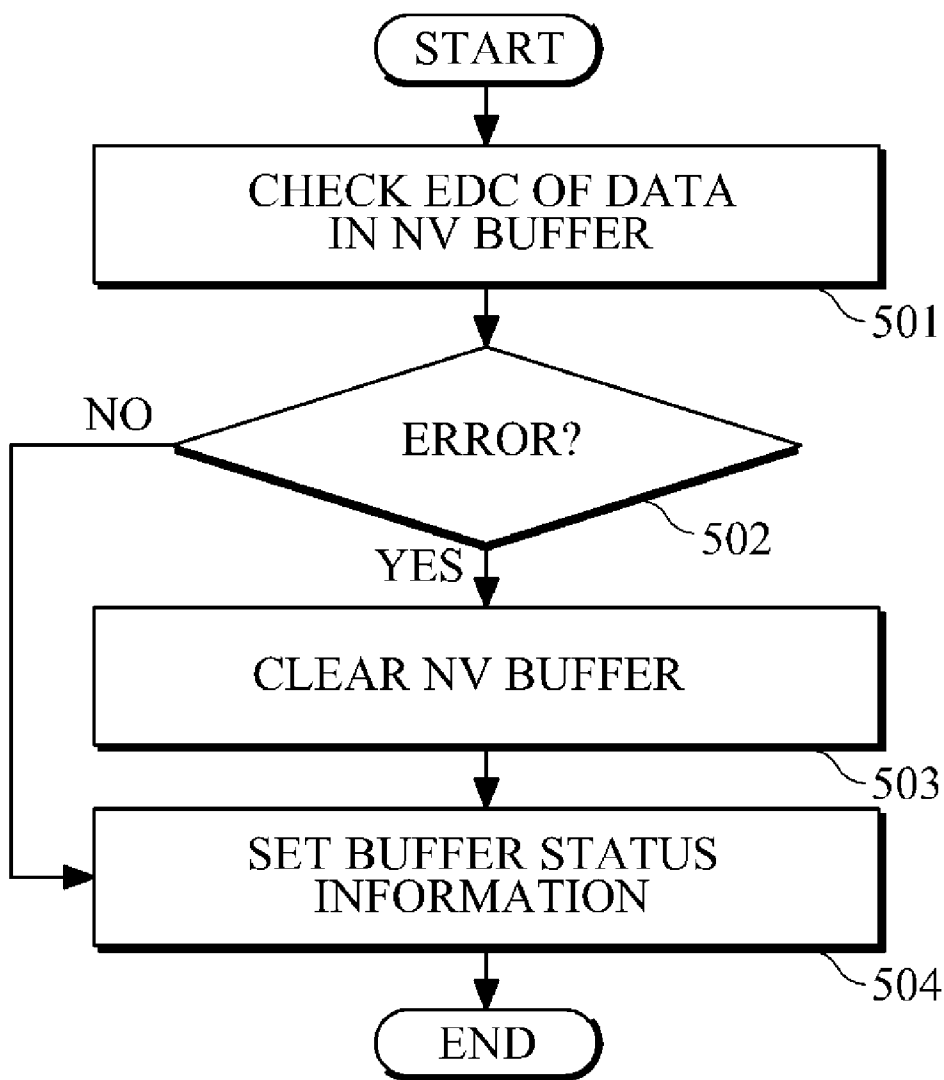 START
CHECK EDC OF DATA
IN NV BUFFER
501
NO
ERROR?
502
YES
CLEAR NV BUFFER
503
SET BUFFER STATUS
INFORMATION
504
END